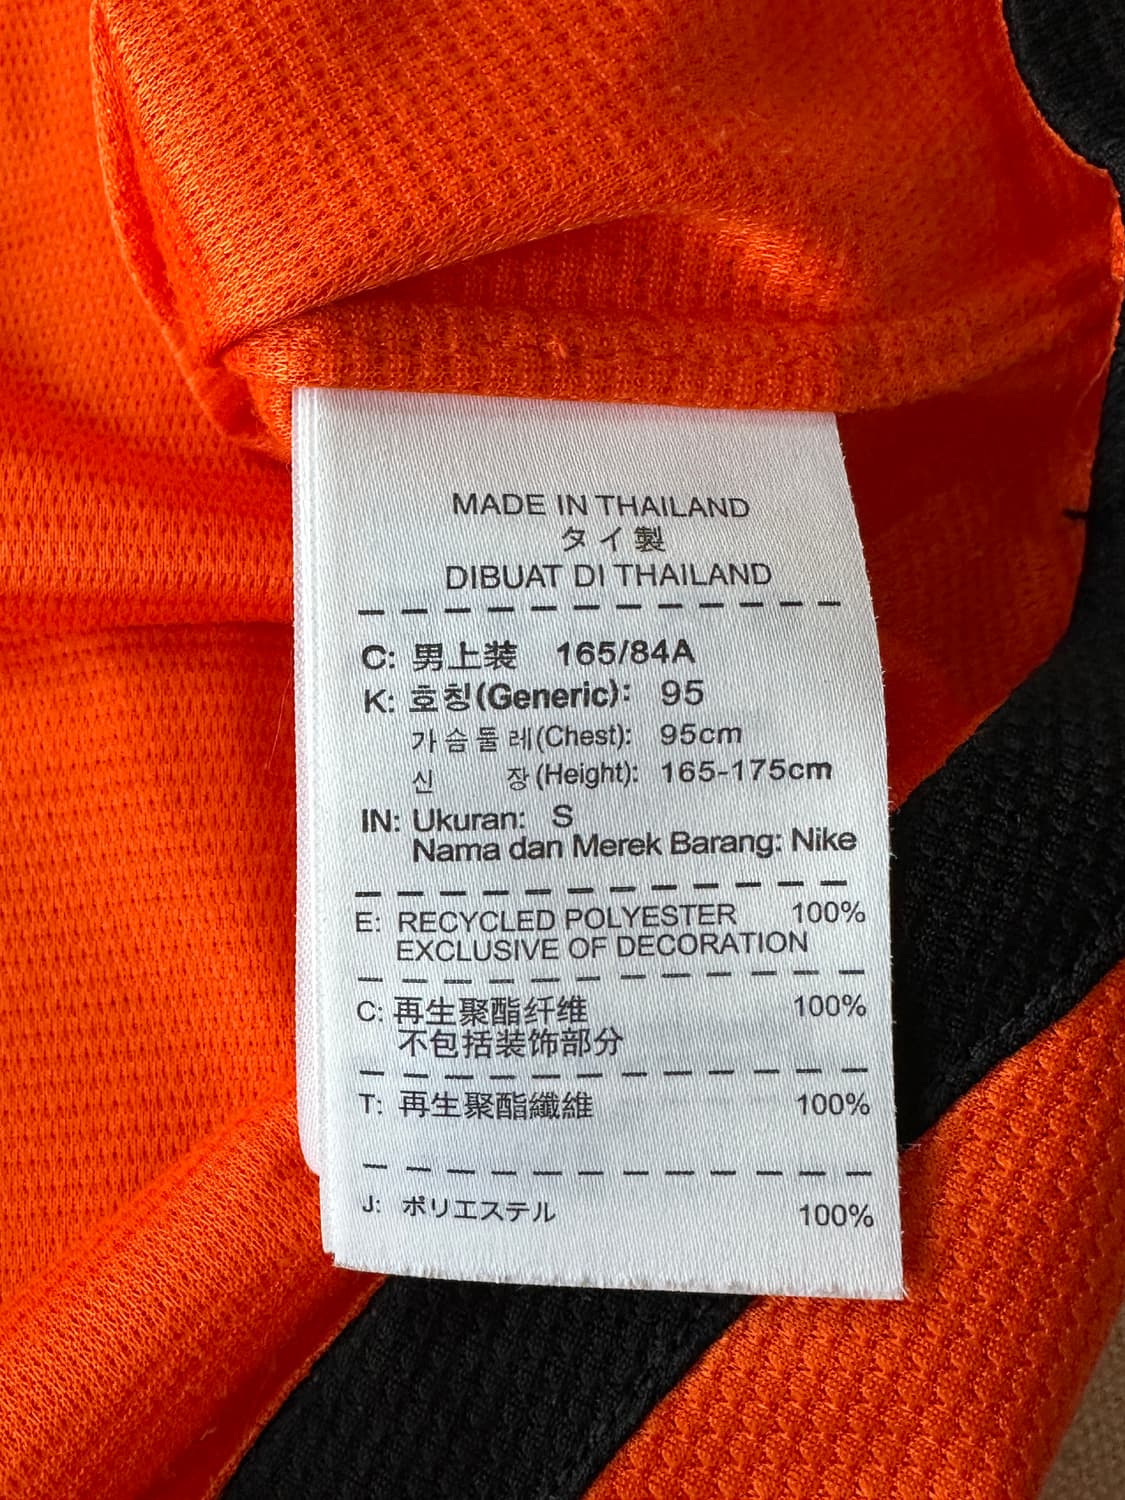 MADE IN THAILAND
タイ製
DIBUAT DI THAILAND
C: 男上装 165/84A
K: 호칭(Generic): 95
가슴둘레(Chest): 95cm
신 장(Height): 165-175cm
IN: Ukuran: S
Nama dan Merek Barang: Nike
E: RECYCLED POLYESTER 100%
EXCLUSIVE OF DECORATION
C: 再生聚酯纤维 100%
不包括装饰部分
T: 再生聚酯纖維 100%
J: ポリエステル 100%